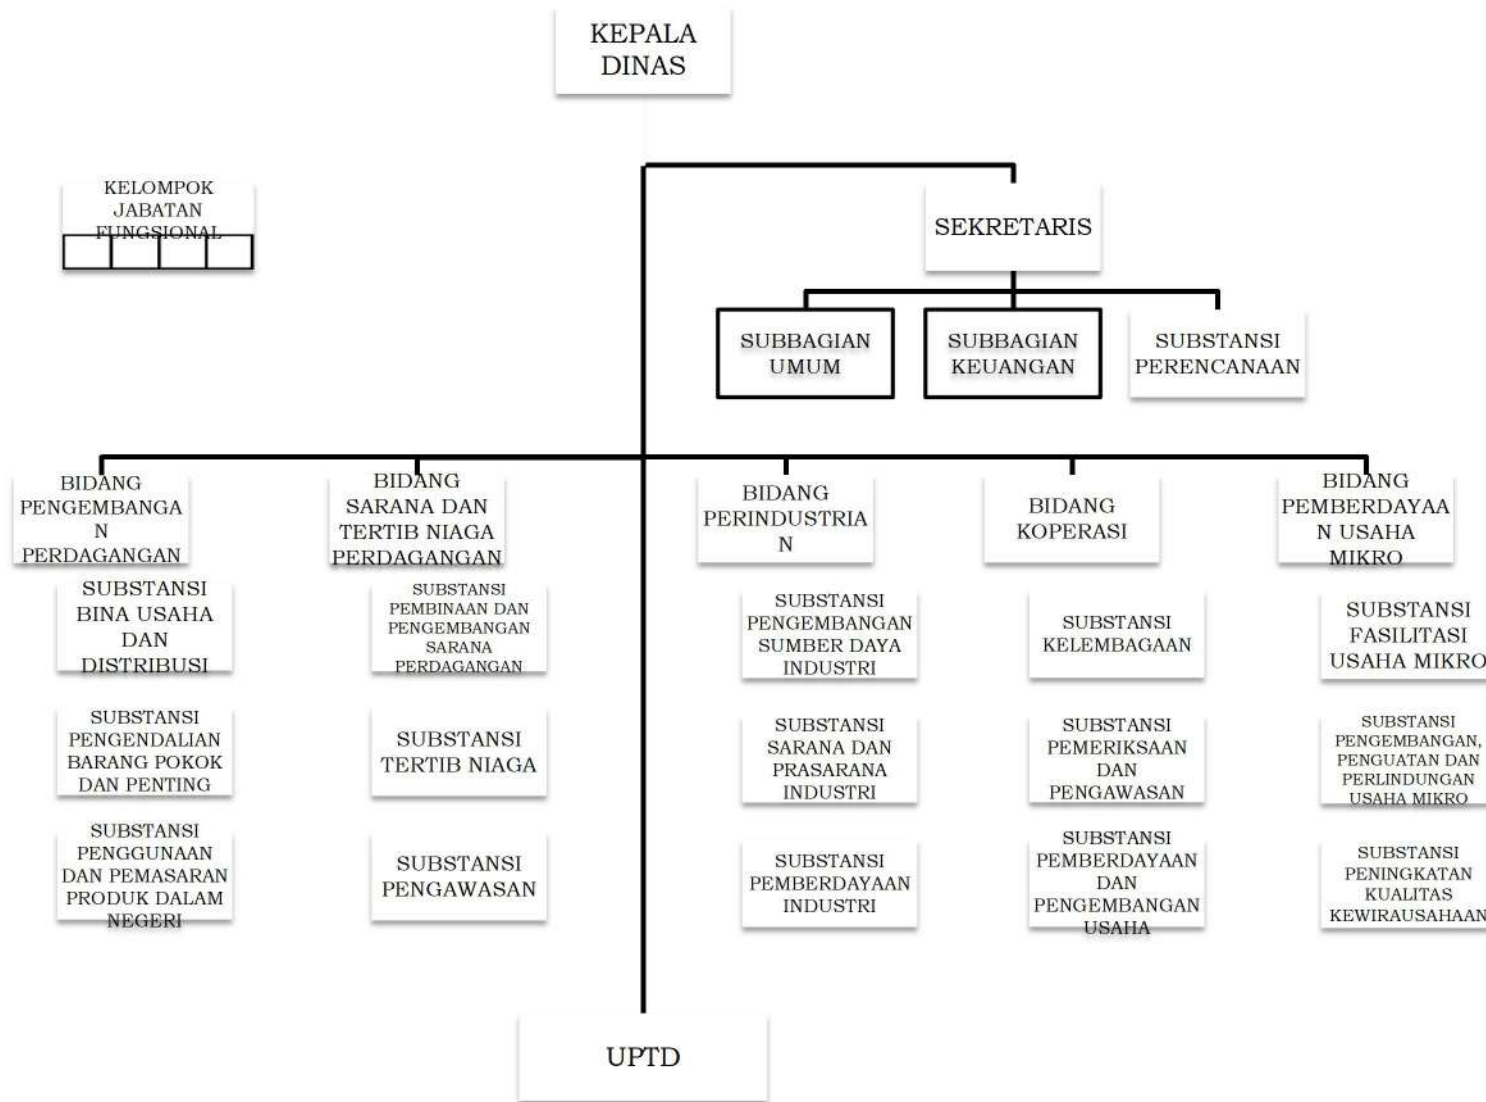 KEPALA
DINAS
KELOMPOK
JABATAN
FUNGSIONAL
SEKRETARIS
SUBBAGIAN
UMUM
SUBBAGIAN
KEUANGAN
SUBSTANSI
PERENCANAAN
BIDANG
PENGEMBANGA
N
PERDAGANGAN
BIDANG
SARANA DAN
TERTIB NIAGA
PERDAGANGAN
BIDANG
PERINDUSTRIA
N
BIDANG
KOPERASI
BIDANG
PEMBERDAYAA
N USAHA
MIKRO
SUBSTANSI
BINA USAHA
DAN
DISTRIBUSI
SUBSTANSI
PEMBINAAN DAN
PENGEMBANGAN
SARANA
PERDAGANGAN
SUBSTANSI
PENGEMBANGAN
SUMBER DAYA
INDUSTRI
SUBSTANSI
KELEMBAGAAN
SUBSTANSI
FASILITASI
USAHA MIKRO
SUBSTANSI
PENGENDALIAN
BARANG POKOK
DAN PENTING
SUBSTANSI
TERTIB NIAGA
SUBSTANSI
SARANA DAN
PRASARANA
INDUSTRI
SUBSTANSI
PEMERIKSAAN
DAN
PENGAWASAN
SUBSTANSI
PENGEMBANGAN,
PENGUATAN DAN
PERLINDUNGAN
USAHA MIKRO
SUBSTANSI
PENGGUNAAN
DAN PEMASARAN
PRODUK DALAM
NEGERI
SUBSTANSI
PENGAWASAN
SUBSTANSI
PEMBERDAYAAN
INDUSTRI
SUBSTANSI
PEMBERDAYAAN
DAN
PENGEMBANGAN
USAHA
SUBSTANSI
PENINGKATAN
KUALITAS
KEWIRAUSAHAAN
UPTD